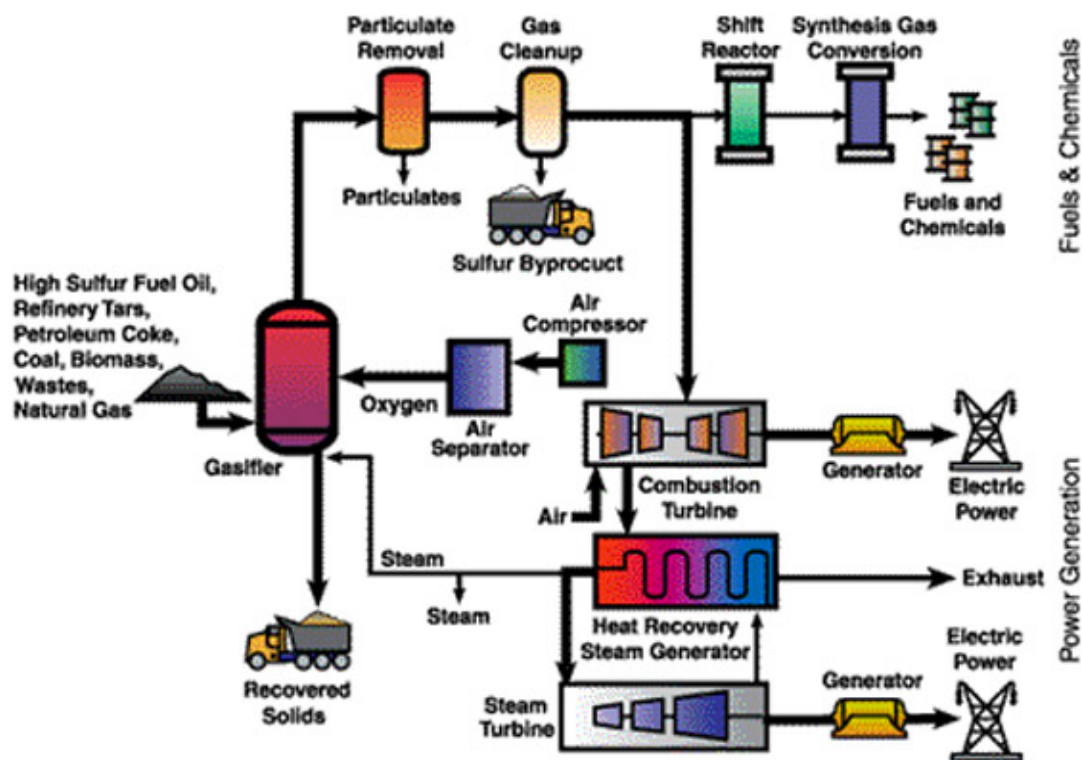 Particulate
Removal
Gas
Cleanup
Shift
Reactor
Synthesis Gas
Conversion
Fuels & Chemicals
Particulates
Sulfur Byprocuct
Fuels and
Chemicals
High Sulfur Fuel Oil,
Refinery Tars,
Petroleum Coke,
Coal, Biomass,
Wastes,
Natural Gas
Air
Compressor
Oxygen
Air
Separator
Gasifier
Combustion
Turbine
Air
Generator
Electric
Power
Power Generation
Steam
Steam
Heat Recovery
Steam Generator
Exhaust
Recovered
Solids
Steam
Turbine
Generator
Electric
Power